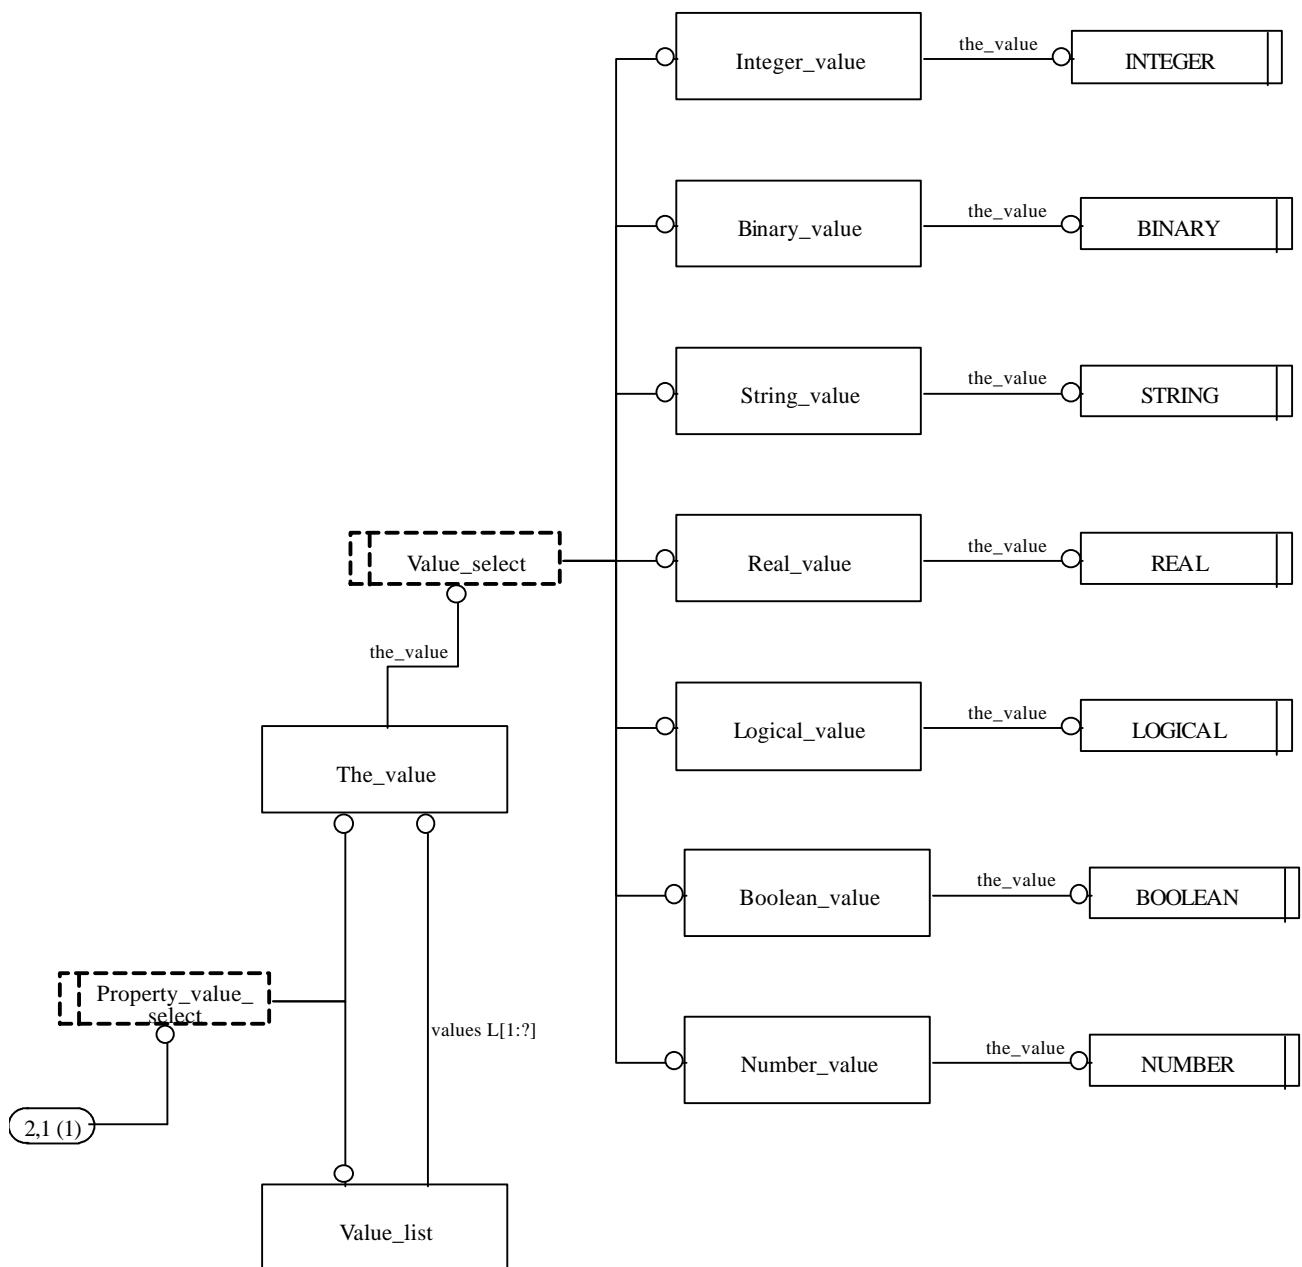 Integer_value
the_value
INTEGER
Binary_value
the_value
BINARY
String_value
the_value
STRING
Value_select
Real_value
the_value
REAL
the_value
Logical_value
the_value
LOGICAL
The_value
Boolean_value
the_value
BOOLEAN
Property_value_
select
values L[1:?]
Number_value
the_value
NUMBER
2,1 (1)
Value_list